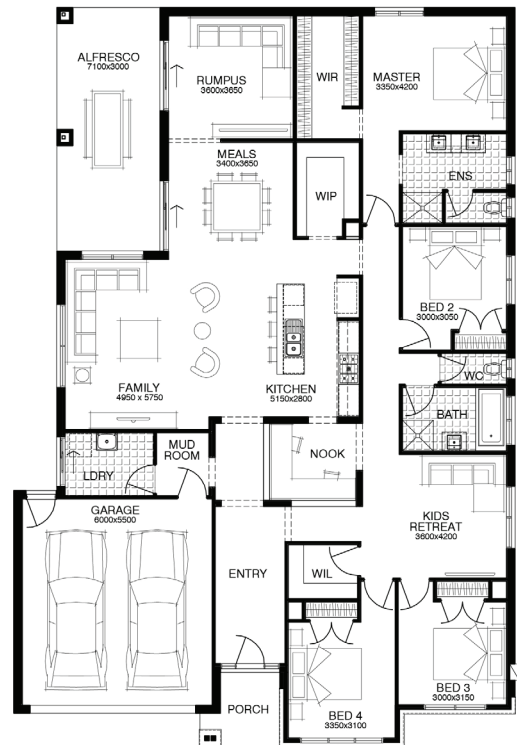 ALFRESCO
7100x3000
RUMPUS
3600x3650
WIR
MASTER
3350x4200
MEALS
3400x3650
WIP
ENS
BED 2
3000x3050
FAMILY
4950 x 5750
KITCHEN
5150x2800
WC
BATH
LDRY
MUD
ROOM
NOOK
GARAGE
6000x5500
KIDS
RETREAT
3600x4200
ENTRY
WIL
PORCH
BED 4
3350x3100
BED 3
3000x3150